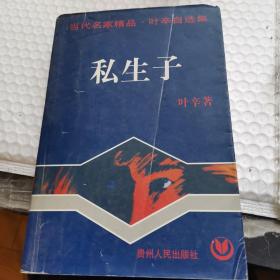 当代名家精品·叶辛自选集
私生子
叶辛著
贵州人民出版社